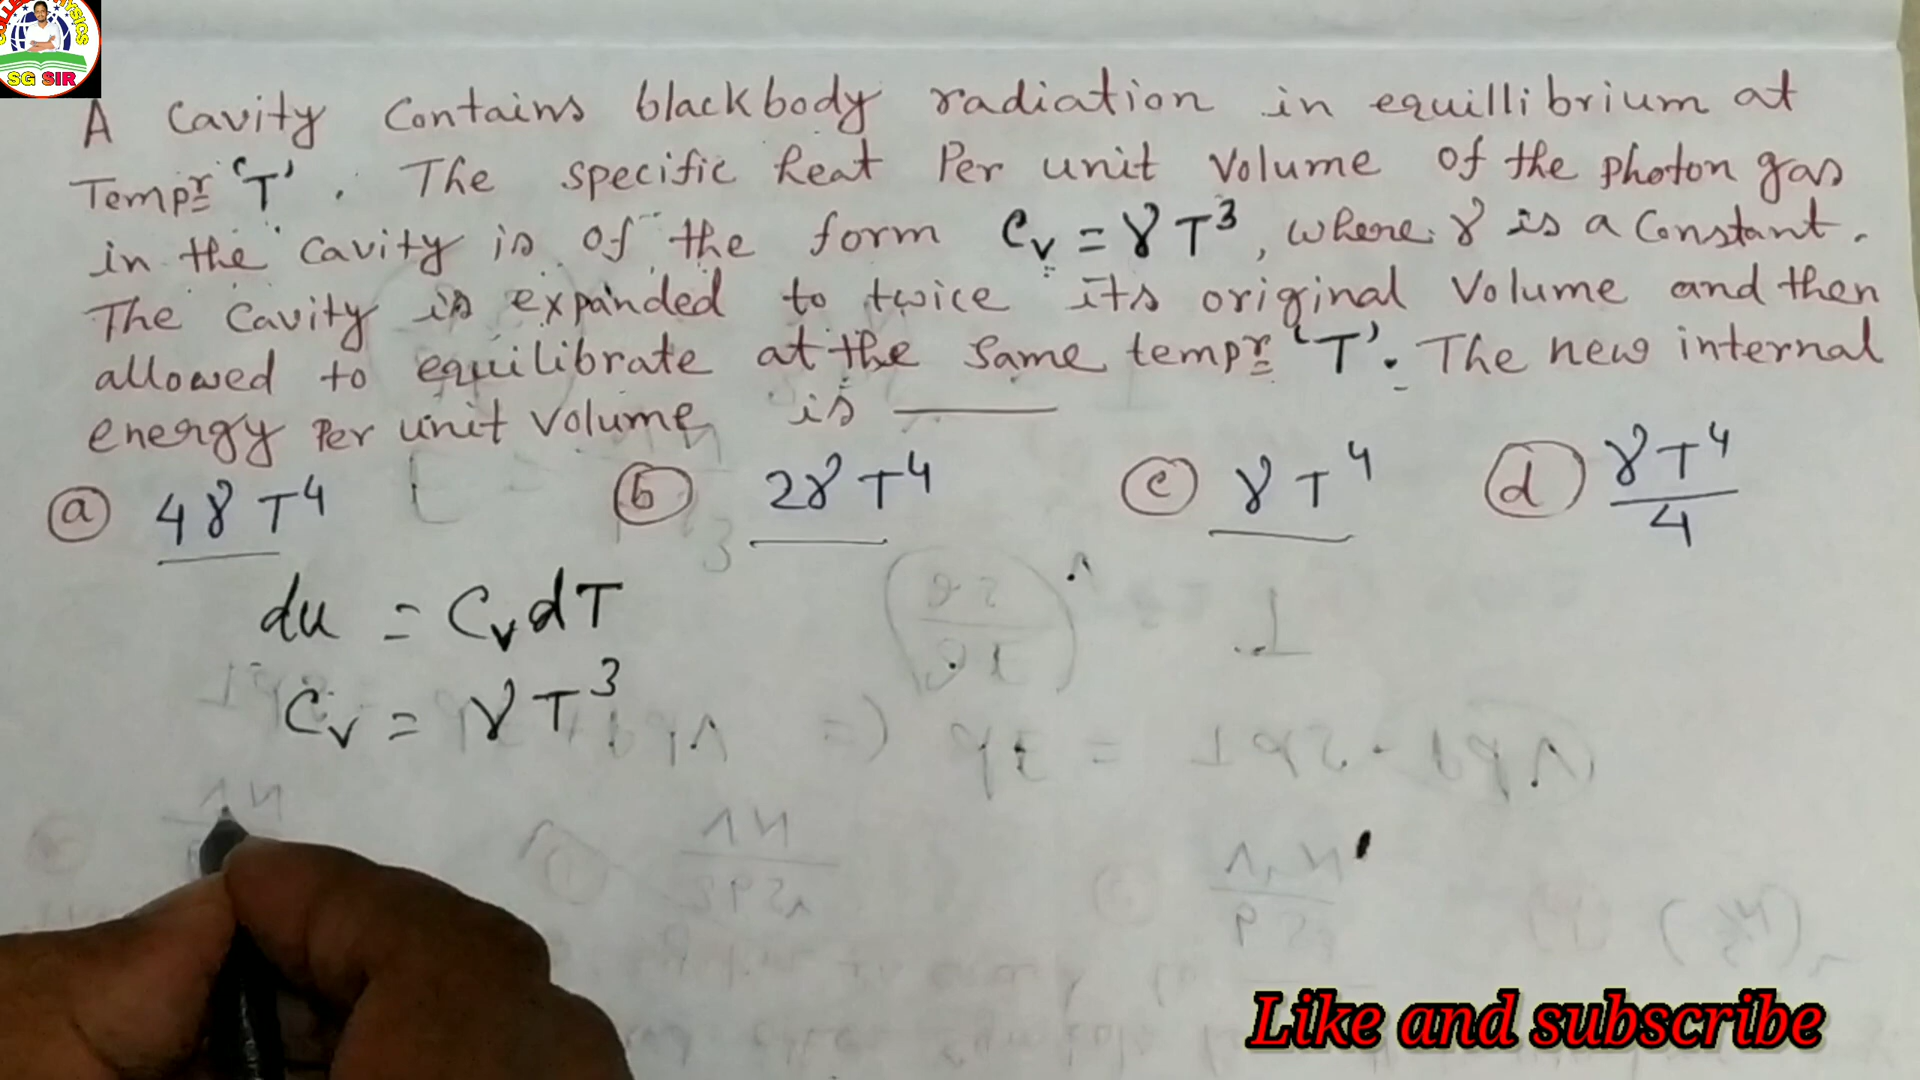 SG SIR
A Cavity Contains blackbody radiation in equillibrium at
Tempr 'T'. The specific heat Per unit Volume of the photon gas
in the cavity is of the form Cv = γT³, where γ is a Constant.
The Cavity is expanded to twice its original Volume and then
allowed to equilibrate at the same tempr 'T'. The new internal
energy Per unit volume is ______
(a) 4γT⁴ (b) 2γT⁴ (c) γT⁴ (d) γT⁴/4
du = CvdT
Cv = γT³
Like and subscribe